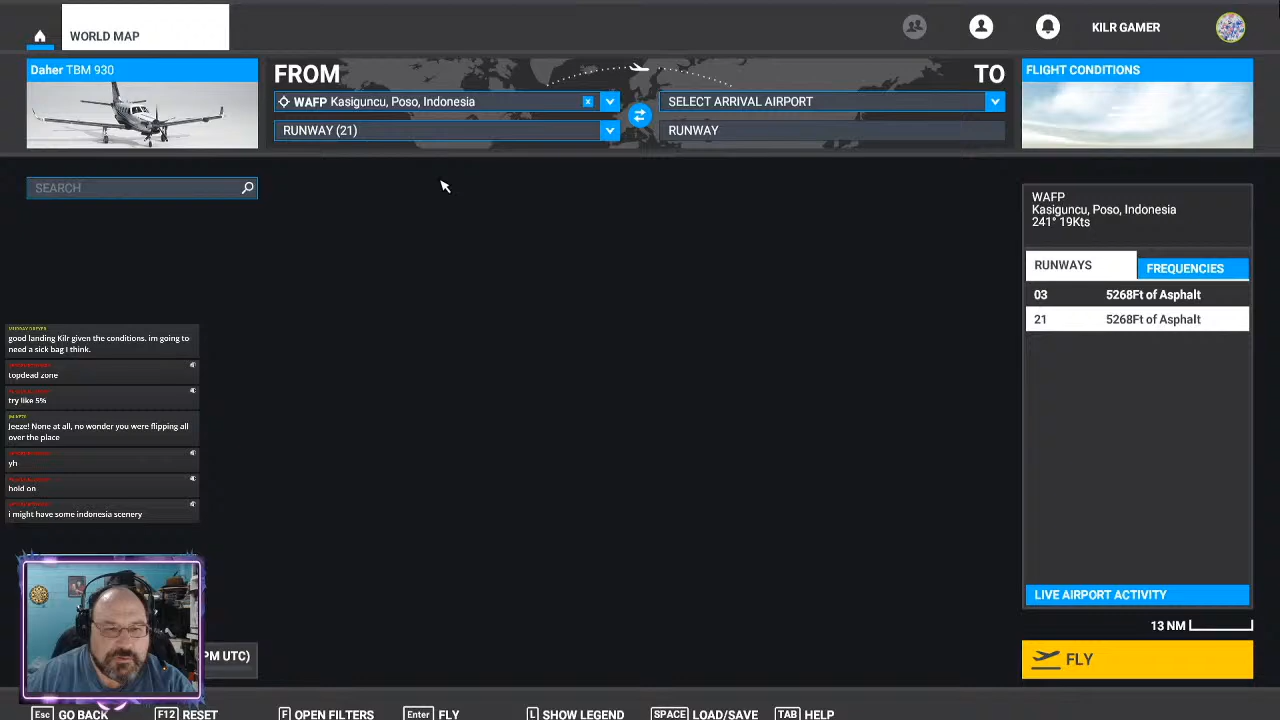 WORLD MAP
KILR GAMER
Daher TBM 930
FROM
TO
WAFP Kasiguncu, Poso, Indonesia
x
SELECT ARRIVAL AIRPORT
RUNWAY (21)
RUNWAY
FLIGHT CONDITIONS
SEARCH
WAFP
Kasiguncu, Poso, Indonesia
241° 19Kts
RUNWAYS
FREQUENCIES
03 5268Ft of Asphalt
21 5268Ft of Asphalt
good landing Kilr given the conditions. im going to
need a sick bag I think.
topdead zone
try like 5%
Jeeze! None at all, no wonder you were flipping all
over the place
yh
hold on
i might have some indonesia scenery
LIVE AIRPORT ACTIVITY
13 NM
PM UTC)
FLY
Esc GO BACK
F12 RESET
F OPEN FILTERS
Enter FLY
L SHOW LEGEND
SPACE LOAD/SAVE
TAB HELP